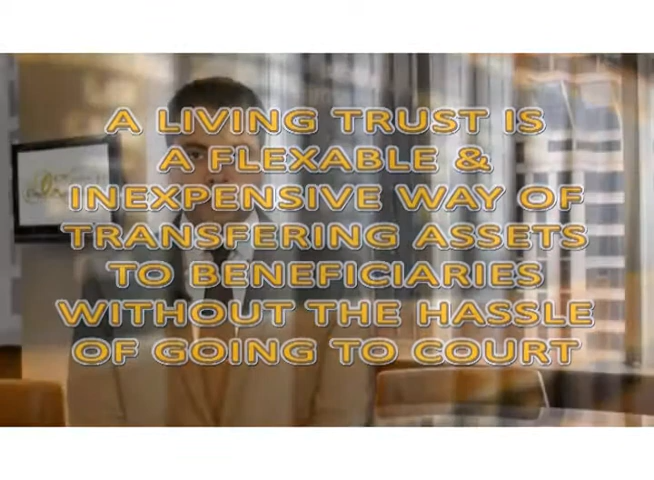 A LIVING TRUST IS
A FLEXABLE &
INEXPENSIVE WAY OF
TRANSFERING ASSETS
TO BENEFICIARIES
WITHOUT THE HASSLE
OF GOING TO COURT